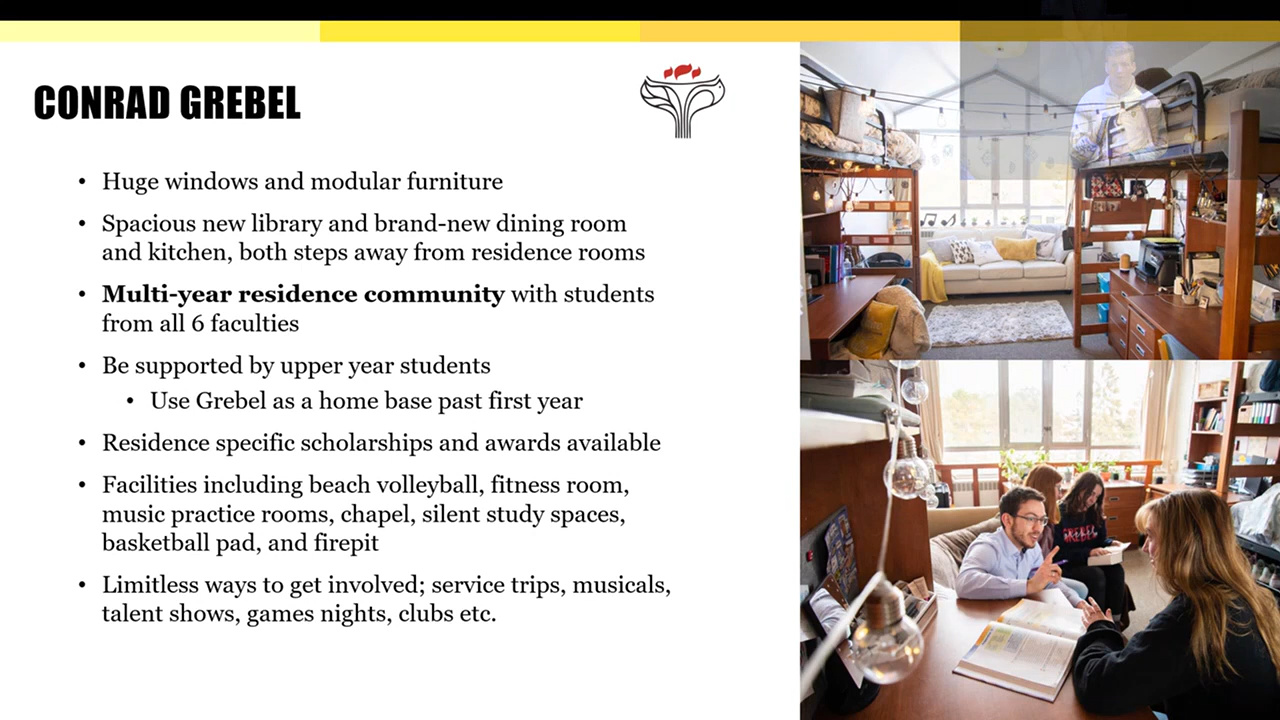 CONRAD GREBEL
• Huge windows and modular furniture
• Spacious new library and brand-new dining room
and kitchen, both steps away from residence rooms
• Multi-year residence community with students
from all 6 faculties
• Be supported by upper year students
• Use Grebel as a home base past first year
• Residence specific scholarships and awards available
• Facilities including beach volleyball, fitness room,
music practice rooms, chapel, silent study spaces,
basketball pad, and firepit
• Limitless ways to get involved; service trips, musicals,
talent shows, games nights, clubs etc.
GREBEL